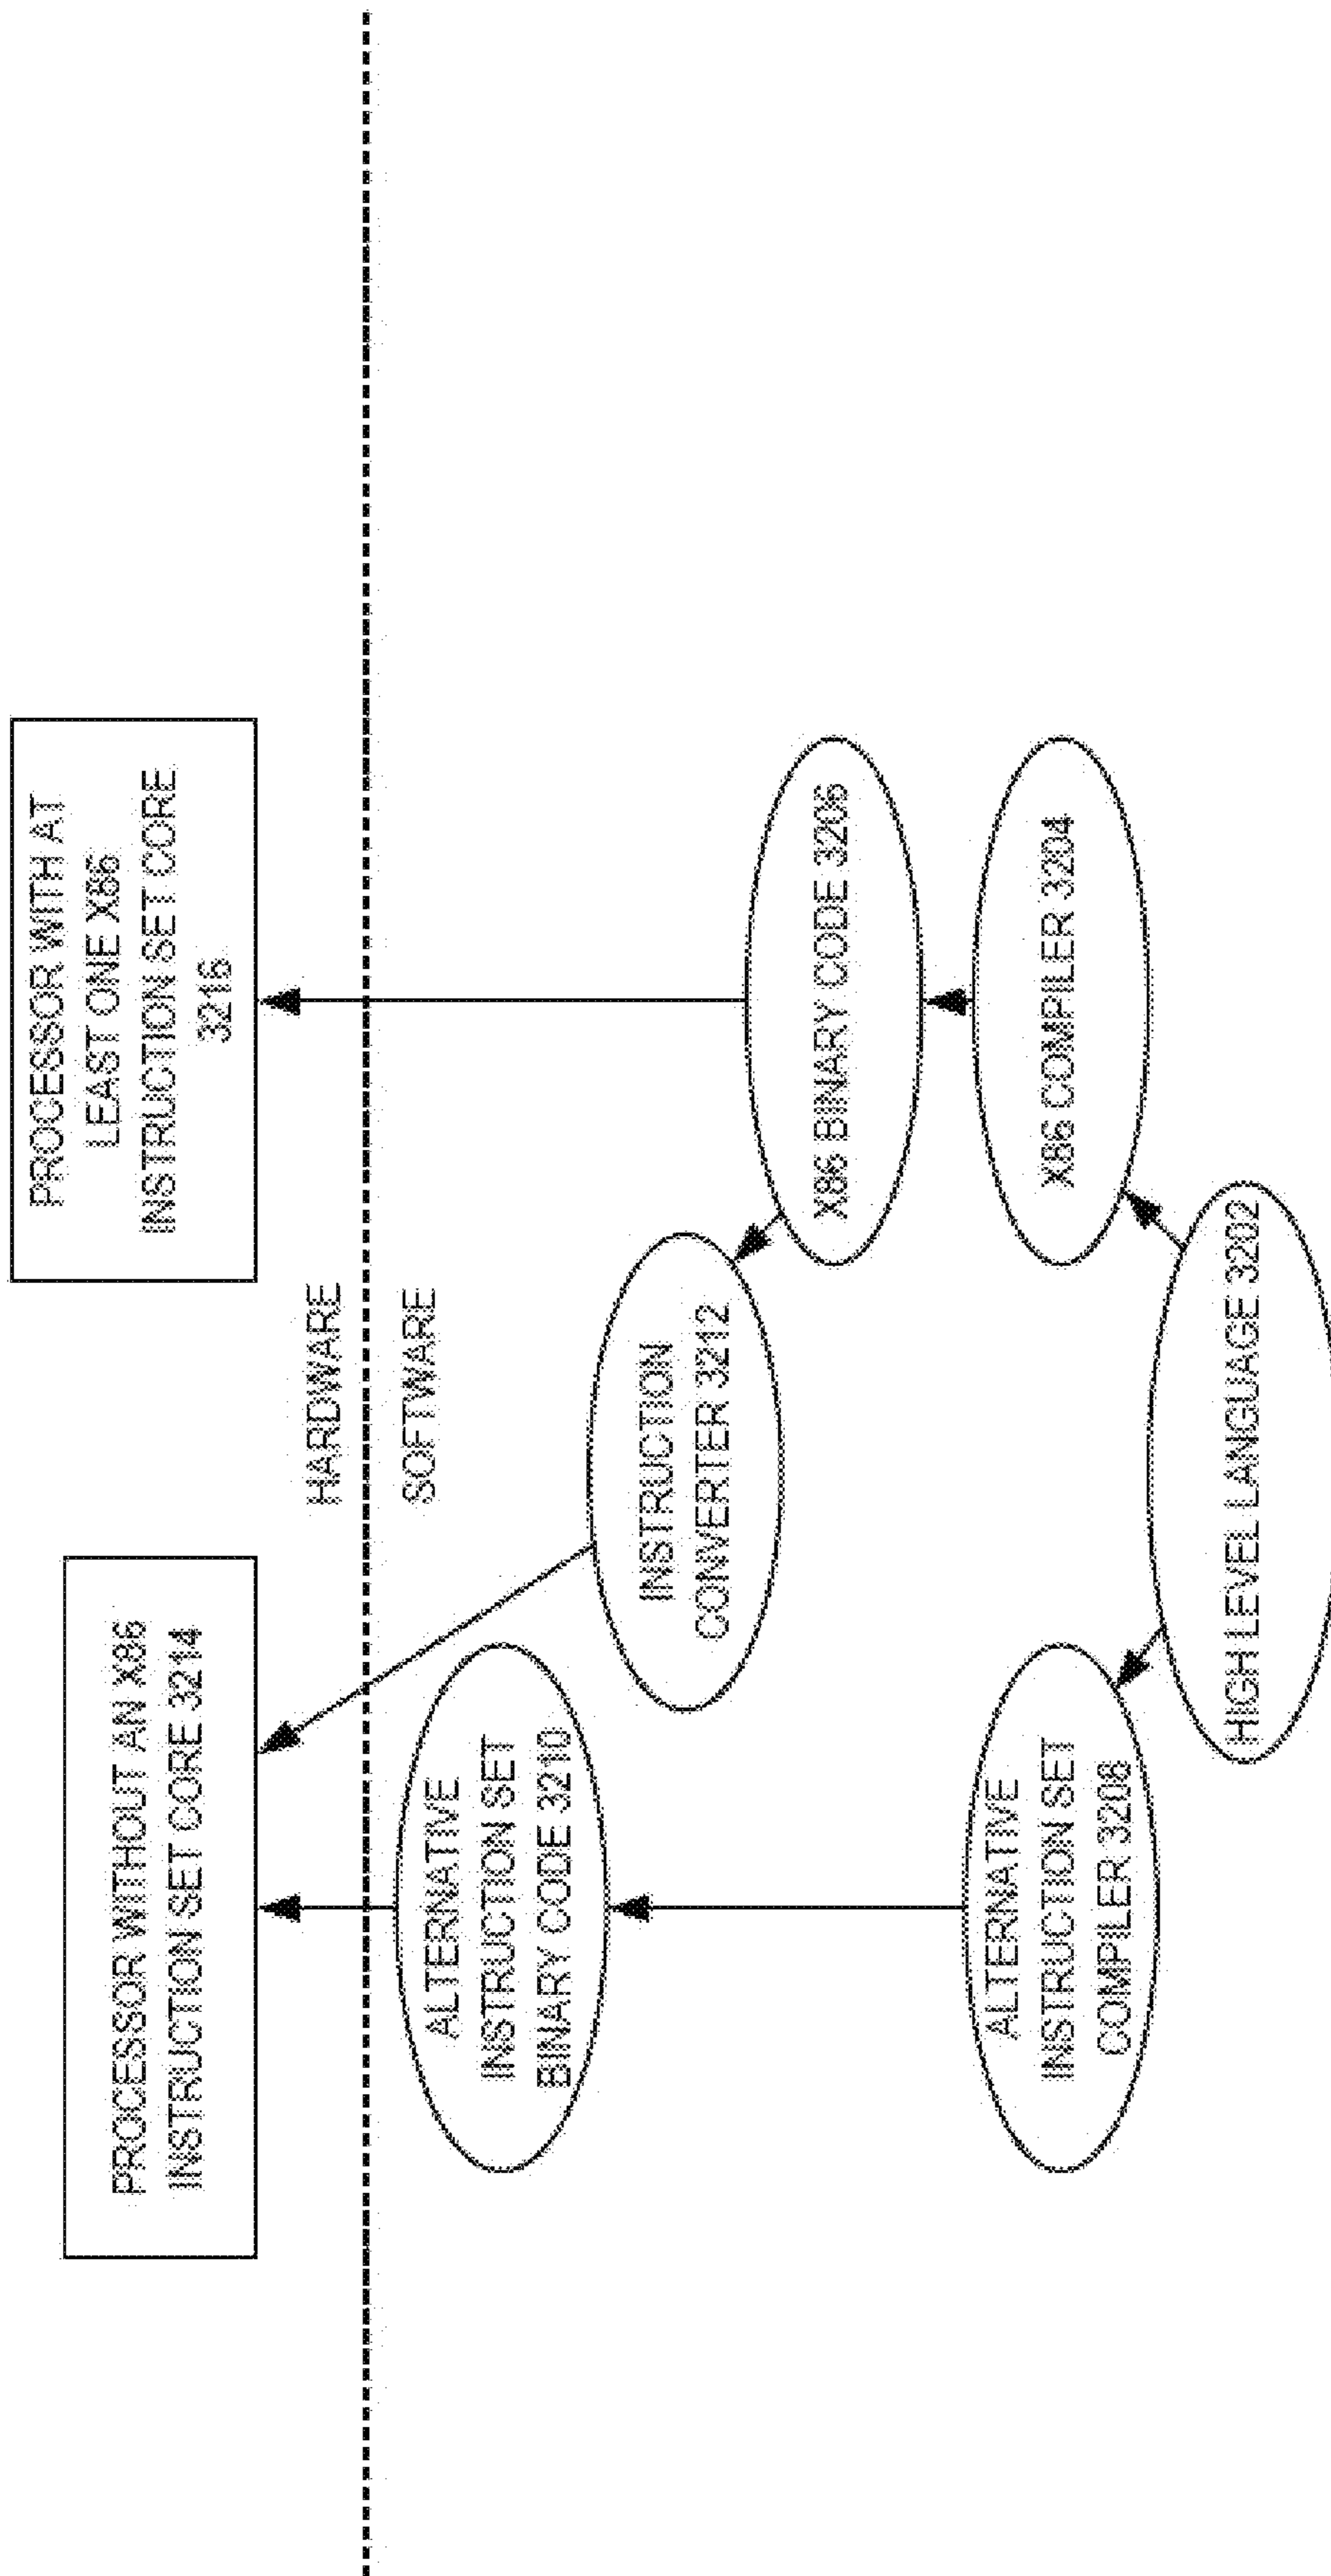 PROCESSOR WITHOUT AN X86
INSTRUCTION SET CORE 3214
PROCESSOR WITH AT
LEAST ONE X86
INSTRUCTION SET CORE
3216
HARDWARE
SOFTWARE
ALTERNATIVE
INSTRUCTION SET
BINARY CODE 3210
INSTRUCTION
CONVERTER 3212
X86 BINARY CODE 3206
ALTERNATIVE
INSTRUCTION SET
COMPILER 3208
X86 COMPILER 3204
HIGH LEVEL LANGUAGE 3202